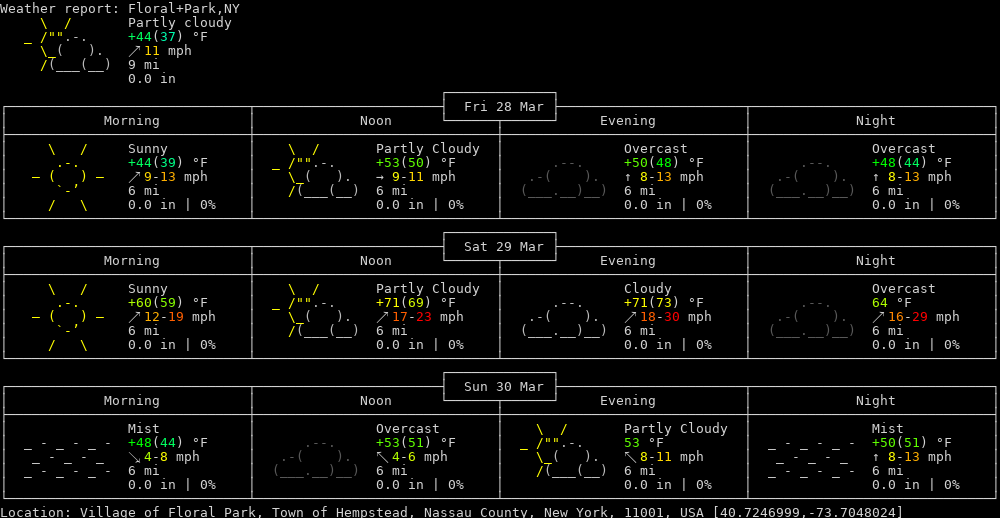 Weather report: Floral+Park,NY
Partly cloudy
+44(37) °F
↗ 11 mph
9 mi
0.0 in
Fri 28 Mar
Morning Noon Evening Night
Sunny Partly Cloudy Overcast Overcast
+44(39) °F +53(50) °F +50(48) °F +48(44) °F
↗ 9-13 mph → 9-11 mph ↑ 8-13 mph ↑ 8-13 mph
6 mi 6 mi 6 mi 6 mi
0.0 in | 0% 0.0 in | 0% 0.0 in | 0% 0.0 in | 0%
Sat 29 Mar
Morning Noon Evening Night
Sunny Partly Cloudy Cloudy Overcast
+60(59) °F +71(69) °F +71(73) °F 64 °F
↗ 12-19 mph ↗ 17-23 mph ↗ 18-30 mph ↗ 16-29 mph
6 mi 6 mi 6 mi 6 mi
0.0 in | 0% 0.0 in | 0% 0.0 in | 0% 0.0 in | 0%
Sun 30 Mar
Morning Noon Evening Night
Mist Overcast Partly Cloudy Mist
+48(44) °F +53(51) °F 53 °F +50(51) °F
↘ 4-8 mph ↖ 4-6 mph ↖ 8-11 mph ↑ 8-13 mph
6 mi 6 mi 6 mi 6 mi
0.0 in | 0% 0.0 in | 0% 0.0 in | 0% 0.0 in | 0%
Location: Village of Floral Park, Town of Hempstead, Nassau County, New York, 11001, USA [40.7246999,-73.7048024]